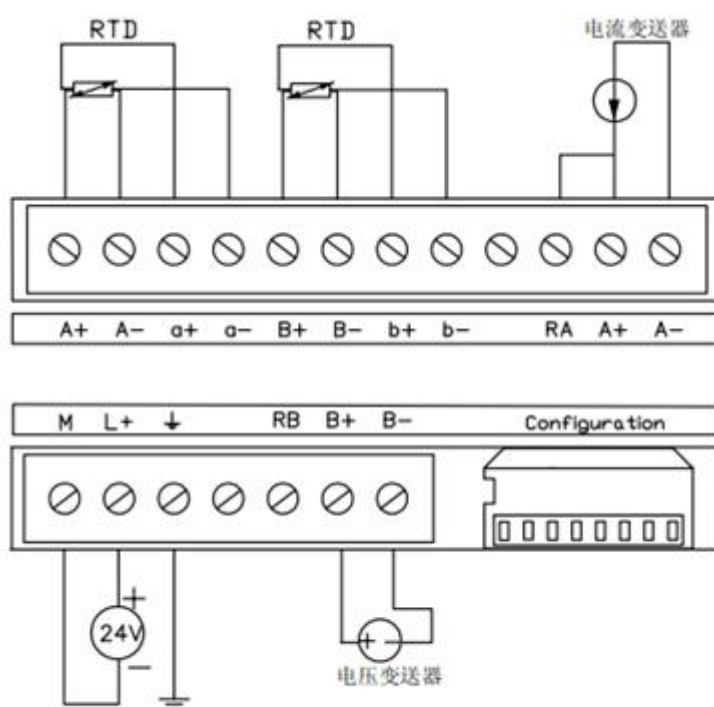 RTD RTD 电流变送器
A+ A- a+ a- B+ B- b+ b- RA A+ A-
M L+ RB B+ B- Configuration
+
24V
-
+ -
电压变送器